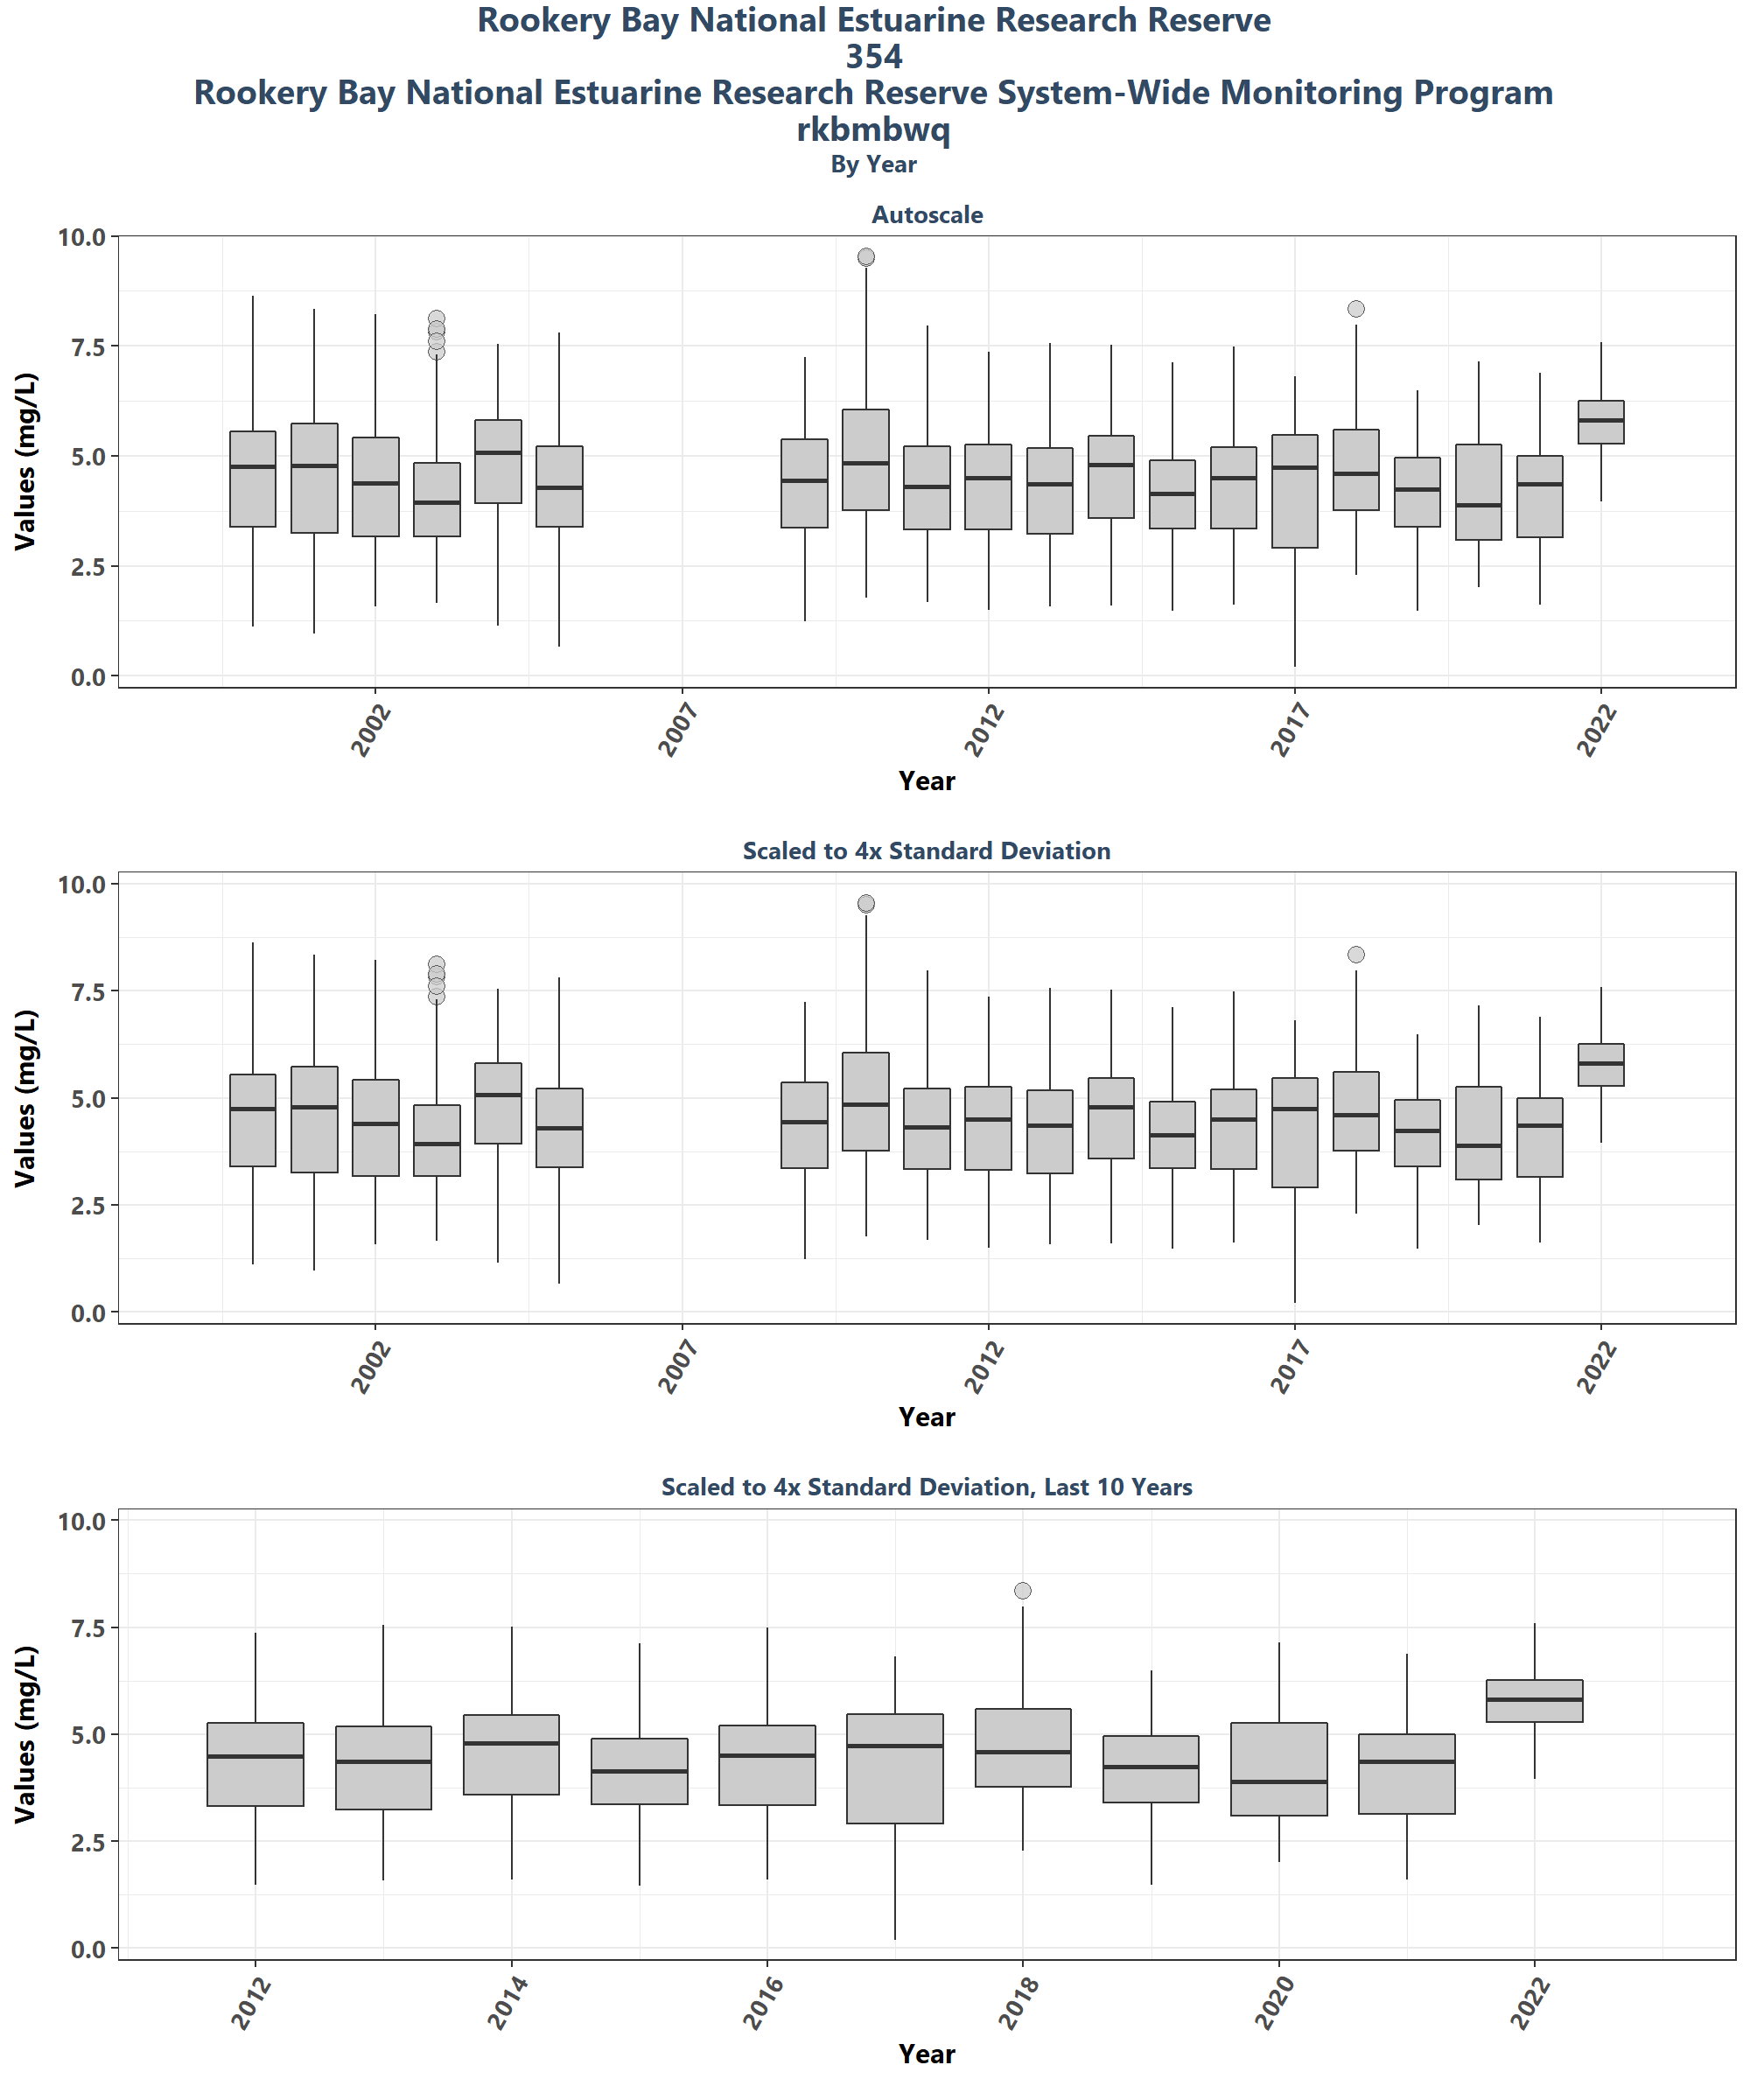 Rookery Bay National Estuarine Research Reserve
354
Rookery Bay National Estuarine Research Reserve System-Wide Monitoring Program
rkbmbwq
By Year
Autoscale
Values (mg/L)
10.0
7.5
5.0
2.5
0.0
2002
2007
2012
2017
2022
Year
Scaled to 4x Standard Deviation
Values (mg/L)
10.0
7.5
5.0
2.5
0.0
2002
2007
2012
2017
2022
Year
Scaled to 4x Standard Deviation, Last 10 Years
Values (mg/L)
10.0
7.5
5.0
2.5
0.0
2012
2014
2016
2018
2020
2022
Year